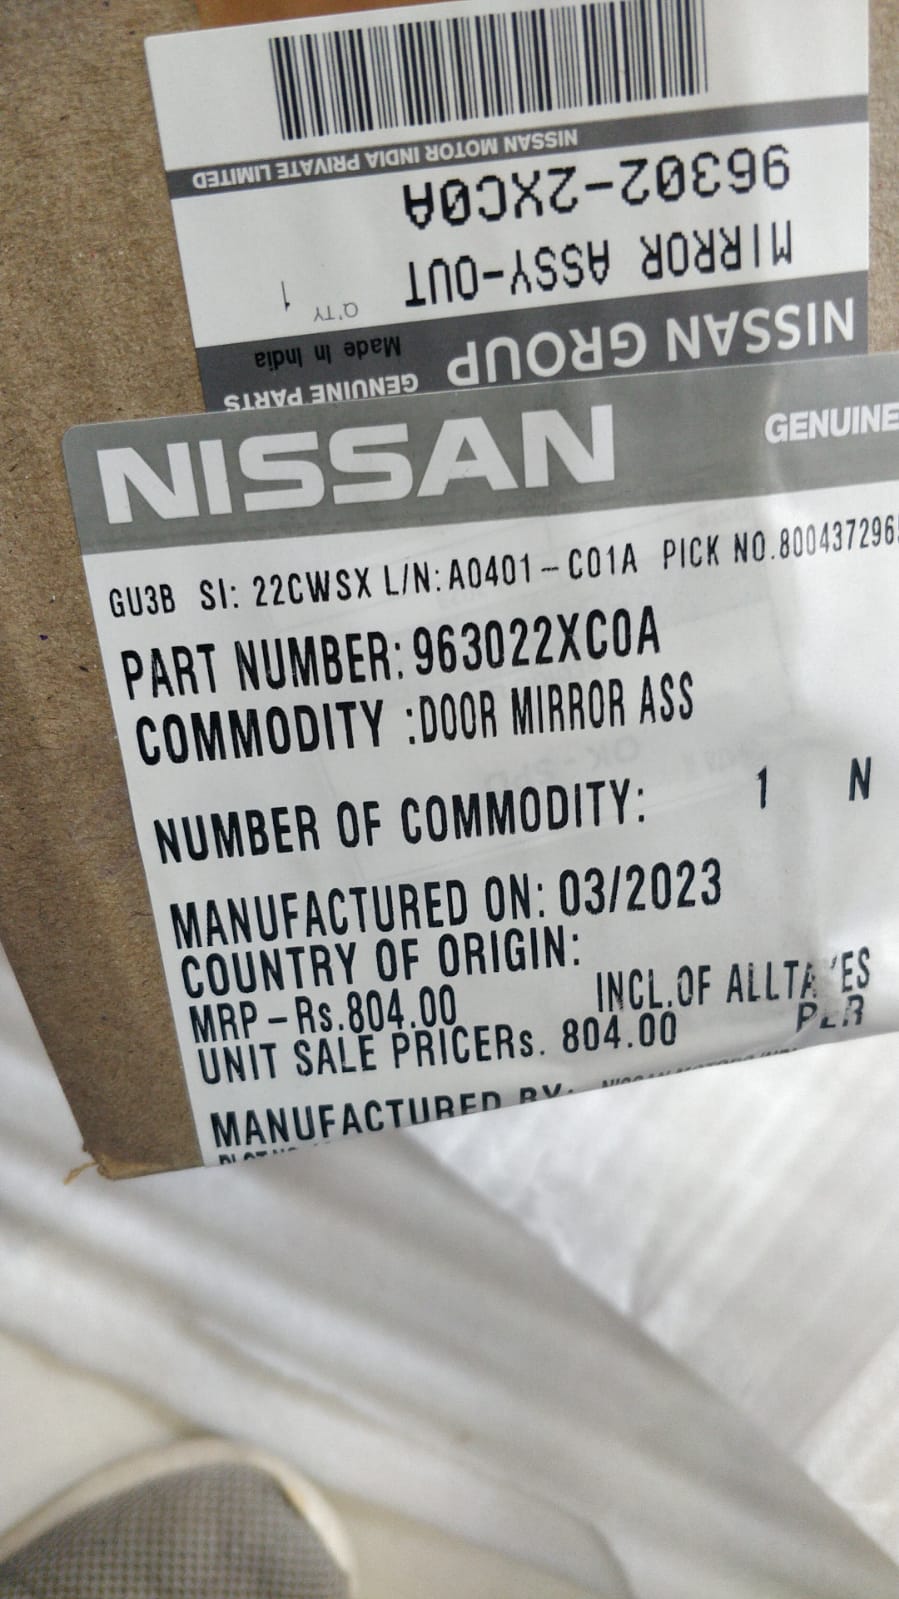 NISSAN MOTOR INDIA PRIVATE LIMITED
96302-2XC0A
MIRROR ASSY-OUT
Q'TY 1
NISSAN GROUP
Made in India
GENUINE PARTS
NISSAN GENUINE
GU3B SI: 22CWSX L/N: A0401-C01A PICK NO.800437296
PART NUMBER: 963022XC0A
COMMODITY :DOOR MIRROR ASS
NUMBER OF COMMODITY: 1 N
MANUFACTURED ON: 03/2023
COUNTRY OF ORIGIN:
MRP-Rs.804.00 INCL.OF ALLTA'ES
UNIT SALE PRICERs. 804.00 PER
MANUFACTURED BY: